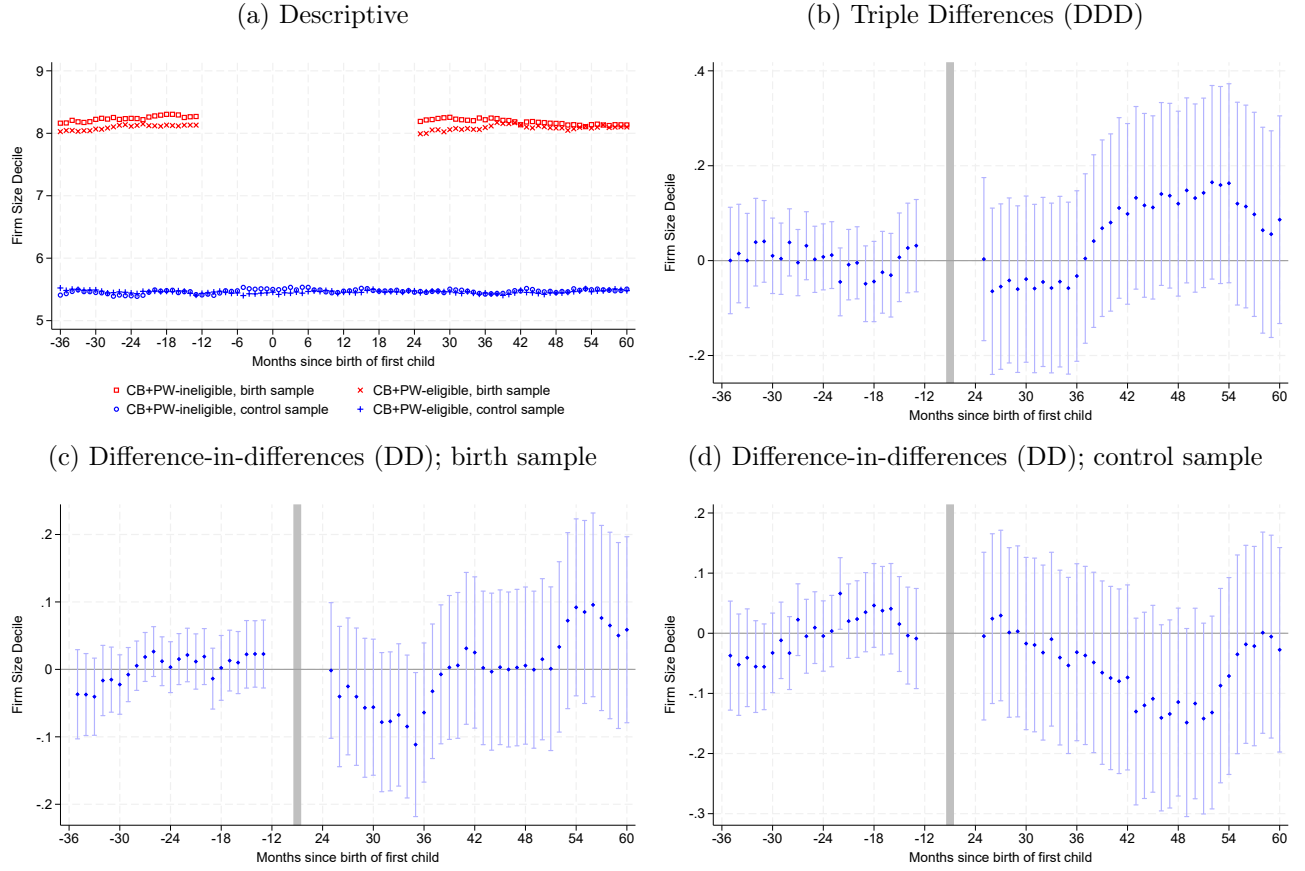 (a) Descriptive
Firm Size Decile
9
8
7
6
5
-36 -30 -24 -18 -12 -6 0 6 12 18 24 30 36 42 48 54 60
Months since birth of first child
CB+PW-ineligible, birth sample
CB+PW-eligible, birth sample
CB+PW-ineligible, control sample
CB+PW-eligible, control sample
(b) Triple Differences (DDD)
Firm Size Decile
.4
.2
0
-.2
-36 -30 -24 -18 -12 24 30 36 42 48 54 60
Months since birth of first child
(c) Difference-in-differences (DD); birth sample
Firm Size Decile
.2
.1
0
-.1
-.2
-36 -30 -24 -18 -12 24 30 36 42 48 54 60
Months since birth of first child
(d) Difference-in-differences (DD); control sample
Firm Size Decile
.2
.1
0
-.1
-.2
-.3
-36 -30 -24 -18 -12 24 30 36 42 48 54 60
Months since birth of first child